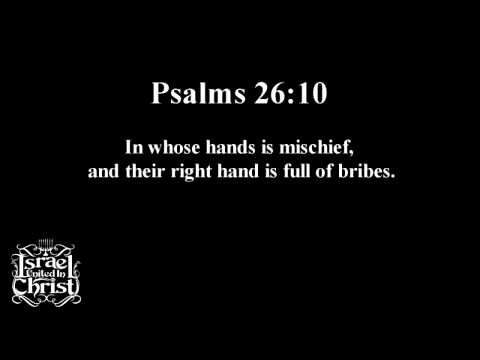 Psalms 26:10
In whose hands is mischief,
and their right hand is full of bribes.
Israel
United In
Christ